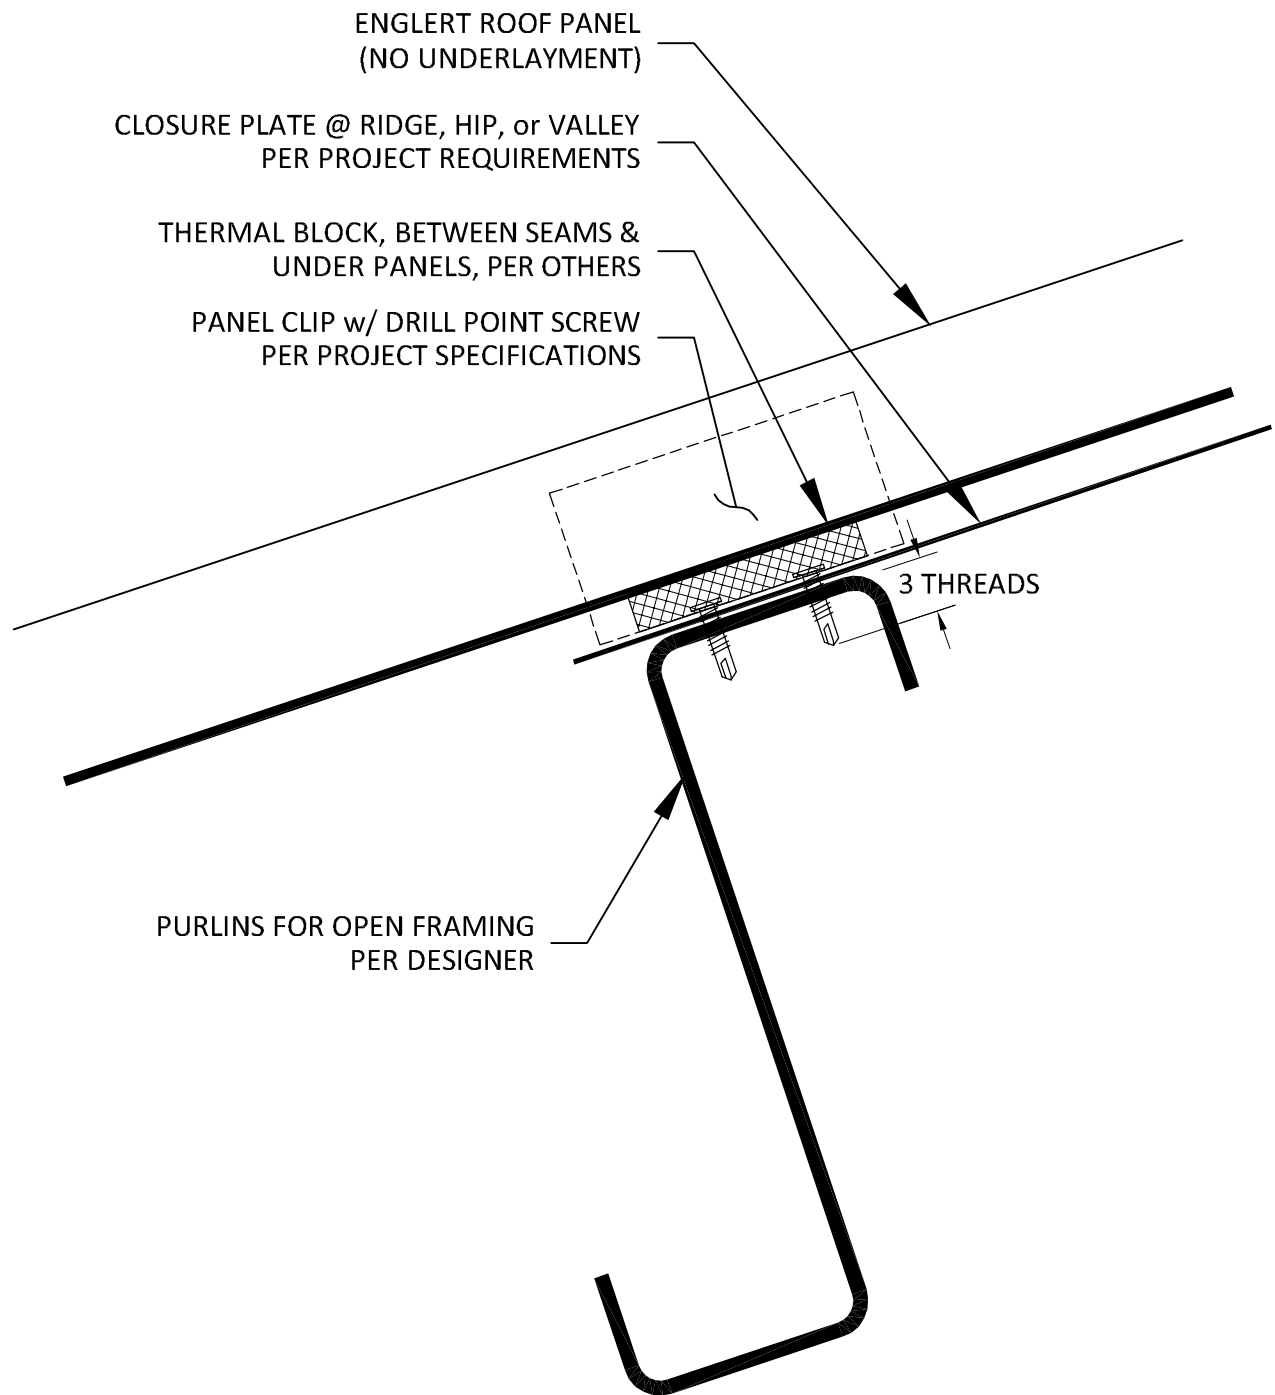 ENGLERT ROOF PANEL
(NO UNDERLAYMENT)
CLOSURE PLATE @ RIDGE, HIP, or VALLEY
PER PROJECT REQUIREMENTS
THERMAL BLOCK, BETWEEN SEAMS &
UNDER PANELS, PER OTHERS
PANEL CLIP w/ DRILL POINT SCREW
PER PROJECT SPECIFICATIONS
3 THREADS
PURLINS FOR OPEN FRAMING
PER DESIGNER